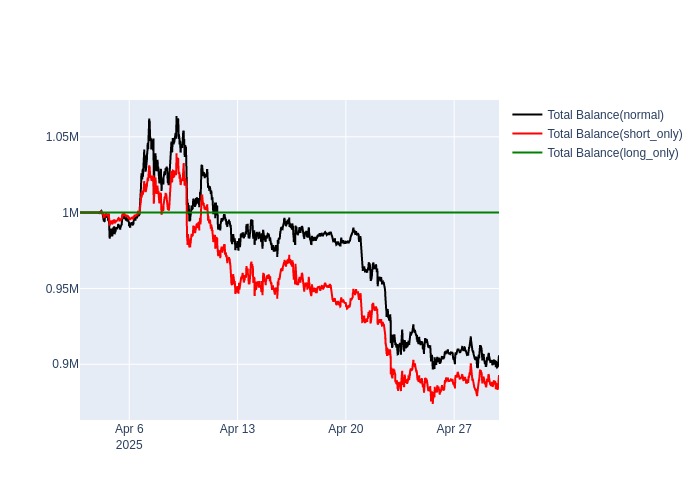 1.05M
1M
0.95M
0.9M
Apr 6
2025
Apr 13
Apr 20
Apr 27
Total Balance(normal)
Total Balance(short_only)
Total Balance(long_only)